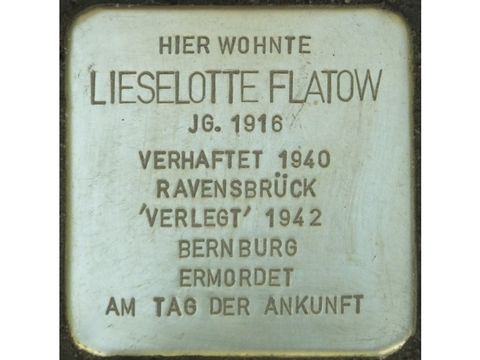 HIER WOHNTE
LIESELOTTE FLATOW
JG. 1916
VERHAFTET 1940
RAVENSBRÜCK
'VERLEGT' 1942
BERNBURG
ERMORDET
AM TAG DER ANKUNFT